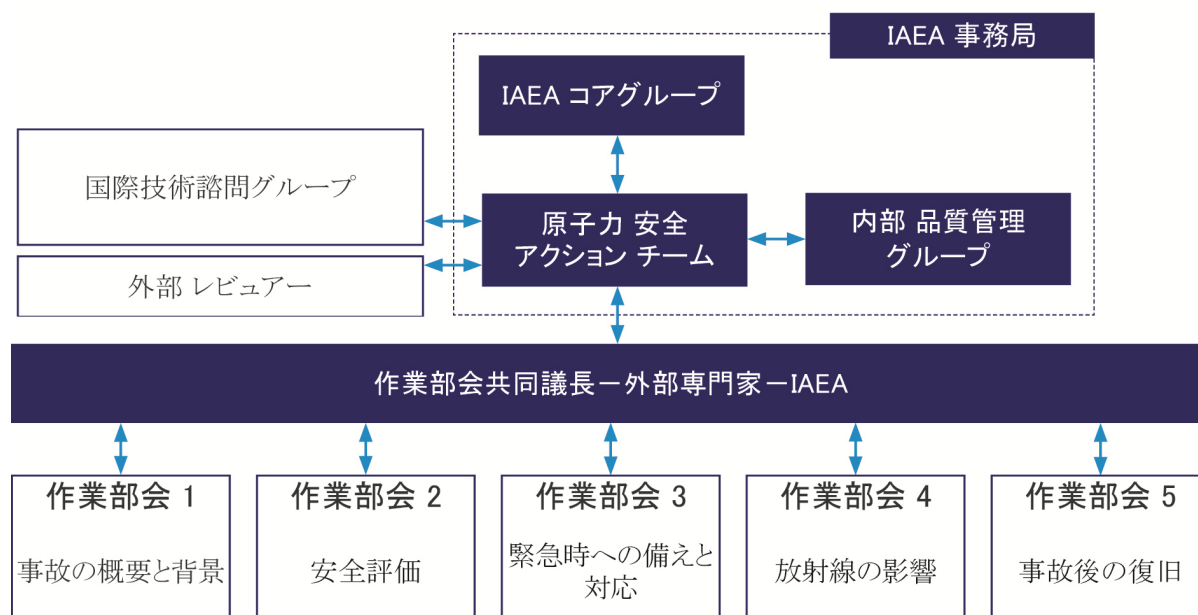 IAEA 事務局
IAEA コアグループ
国際技術諮問グループ
原子力 安全
アクション チーム
内部 品質管理
グループ
外部 レビュアー
作業部会共同議長－外部専門家－IAEA
作業部会 1
事故の概要と背景
作業部会 2
安全評価
作業部会 3
緊急時への備えと
対応
作業部会 4
放射線の影響
作業部会 5
事故後の復旧